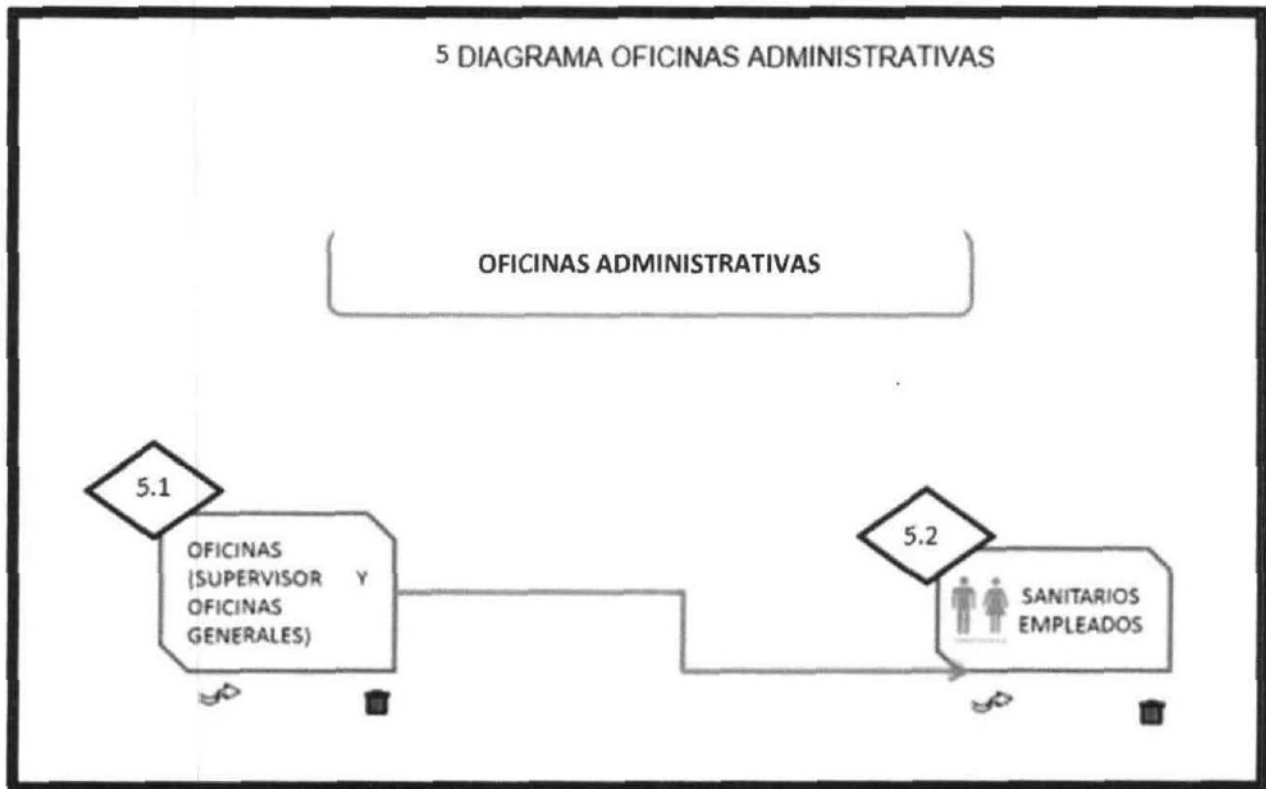 5 DIAGRAMA OFICINAS ADMINISTRATIVAS
OFICINAS ADMINISTRATIVAS
5.1
OFICINAS
(SUPERVISOR Y
OFICINAS
GENERALES)
5.2
SANITARIOS
EMPLEADOS